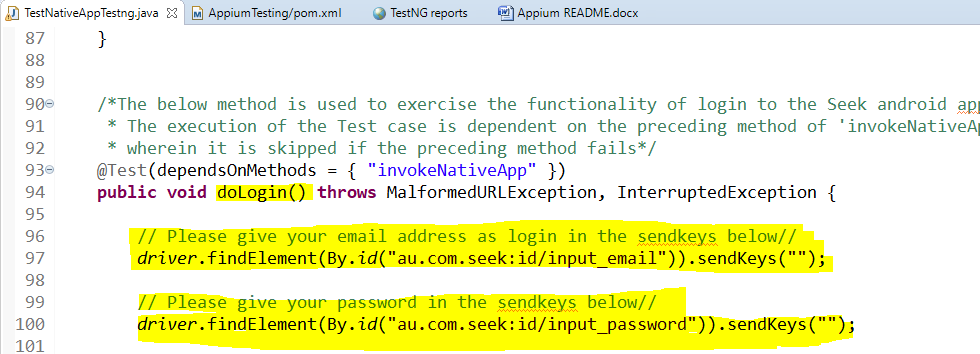 TestNativeAppTestng.java AppiumTesting/pom.xml TestNG reports Appium README.docx
87 }
88
89
90 /*The below method is used to exercise the functionality of login to the Seek android app
91 * The execution of the Test case is dependent on the preceding method of 'invokeNativeAp
92 * wherein it is skipped if the preceding method fails*/
93 @Test(dependsOnMethods = { "invokeNativeApp" })
94 public void doLogin() throws MalformedURLException, InterruptedException {
95
96 // Please give your email address as login in the sendkeys below//
97 driver.findElement(By.id("au.com.seek:id/input_email")).sendKeys("");
98
99 // Please give your password in the sendkeys below//
100 driver.findElement(By.id("au.com.seek:id/input_password")).sendKeys("");
101